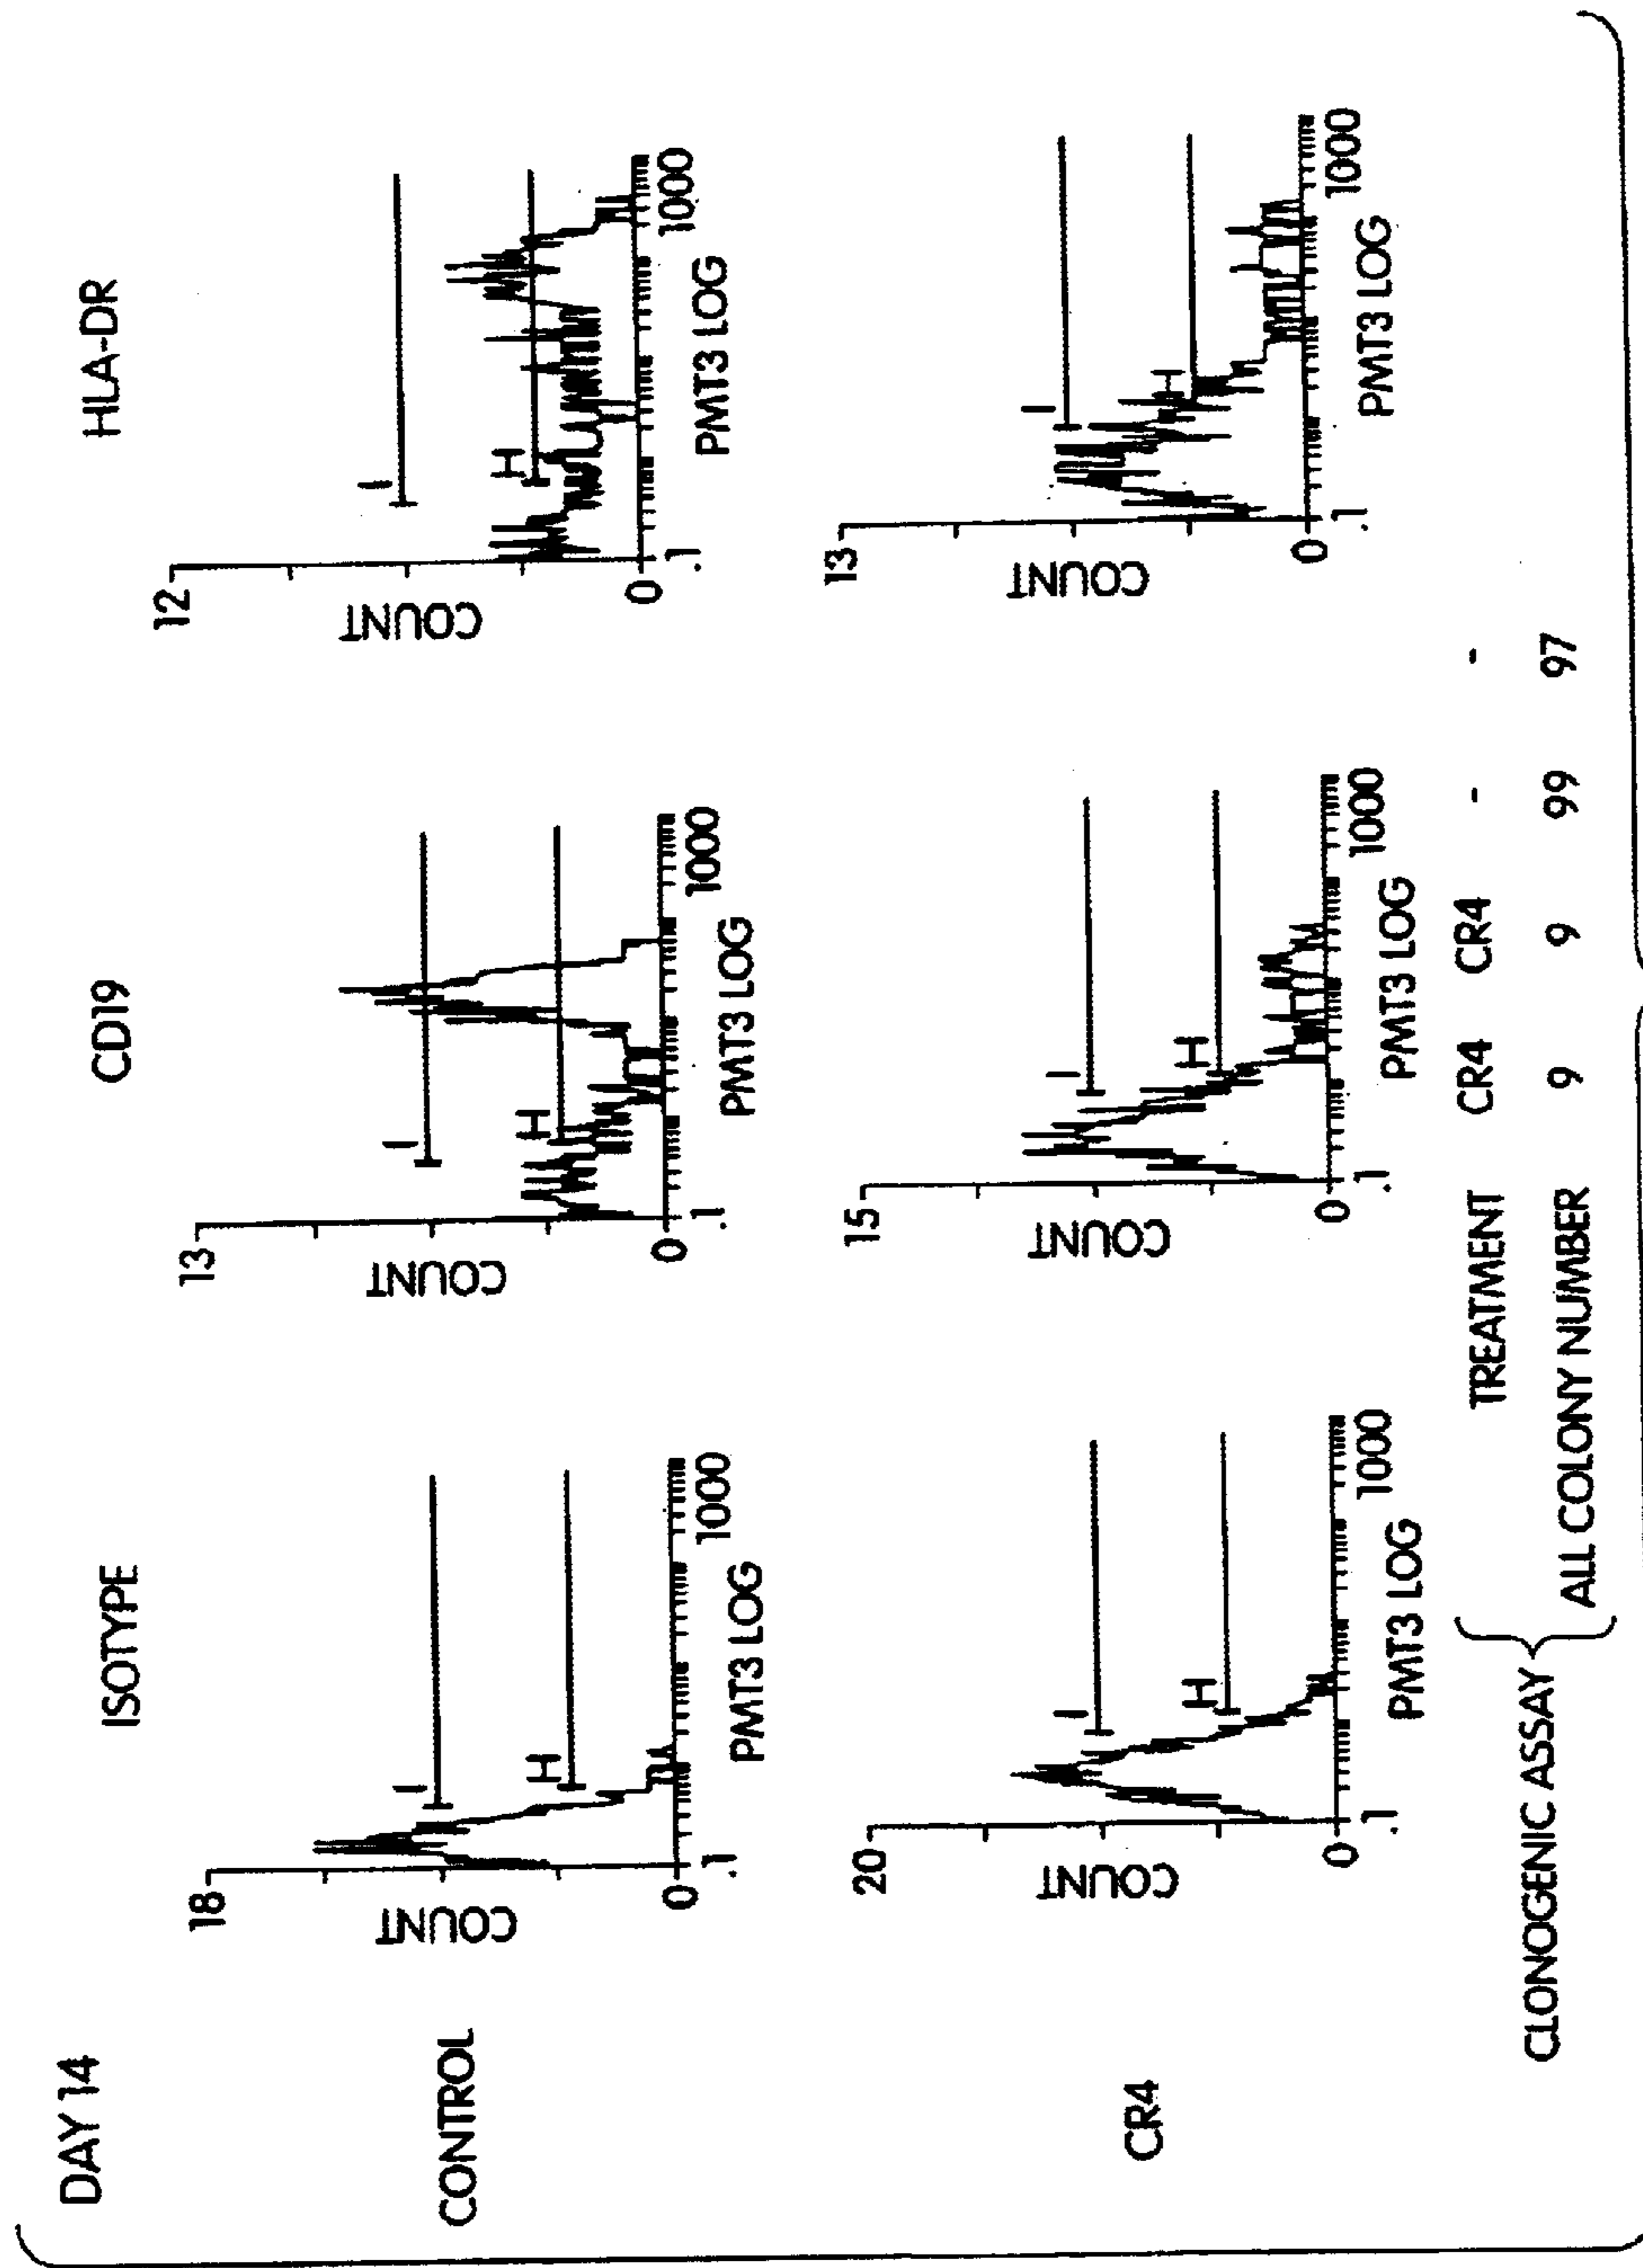 DAY 14
ISOTYPE CD19 HLA-DR
CONTROL
18 13 12
COUNT COUNT COUNT
I I I
H H H
0 0 0
.1 1000 .1 1000 .1 1000
PMT3 LOG PMT3 LOG PMT3 LOG
CR4
20 15 13
COUNT COUNT COUNT
I I I
H H H
0 0 0
.1 1000 .1 1000 .1 1000
PMT3 LOG PMT3 LOG PMT3 LOG
CLONOGENIC ASSAY
TREATMENT CR4 CR4 - -
ALL COLONY NUMBER 9 9 99 97